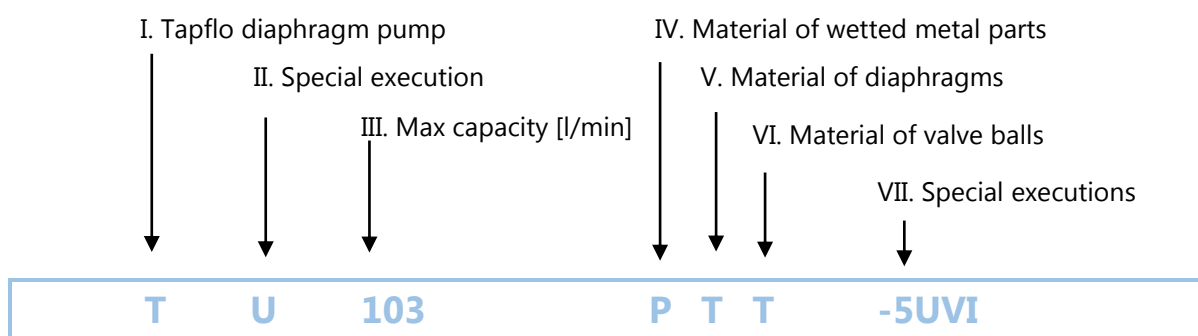 I. Tapflo diaphragm pump
IV. Material of wetted metal parts
II. Special execution
V. Material of diaphragms
III. Max capacity [l/min]
VI. Material of valve balls
VII. Special executions
T U 103 P T T -5UVI